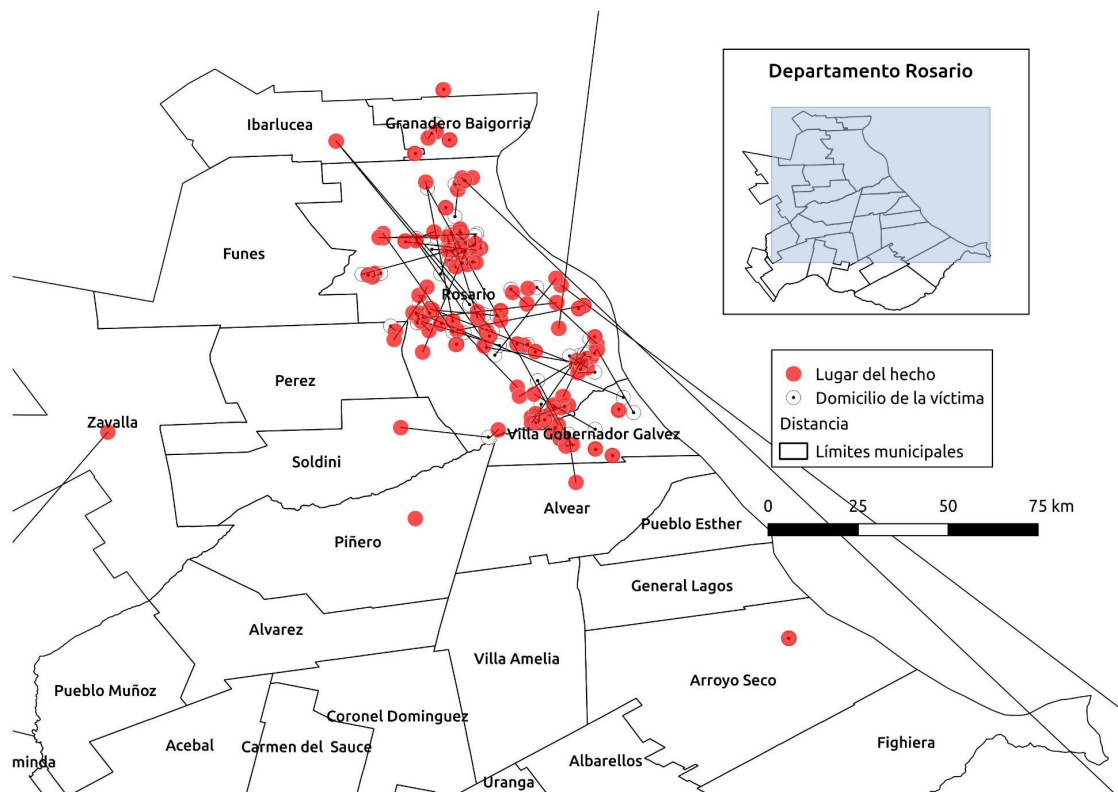 Departamento Rosario
Ibarlucea
Granadero Baigorria
Funes
Rosario
Perez
Zavalla
Soldini
Villa Gobernador Galvez
Lugar del hecho
Domicilio de la víctima
Distancia
Límites municipales
0 25 50 75 km
Alvear
Pueblo Esther
Piñero
General Lagos
Alvarez
Villa Amelia
Arroyo Seco
Pueblo Muñoz
Coronel Dominguez
Acebal
Carmen del Sauce
Fighiera
Albarellos
minda
Uranga